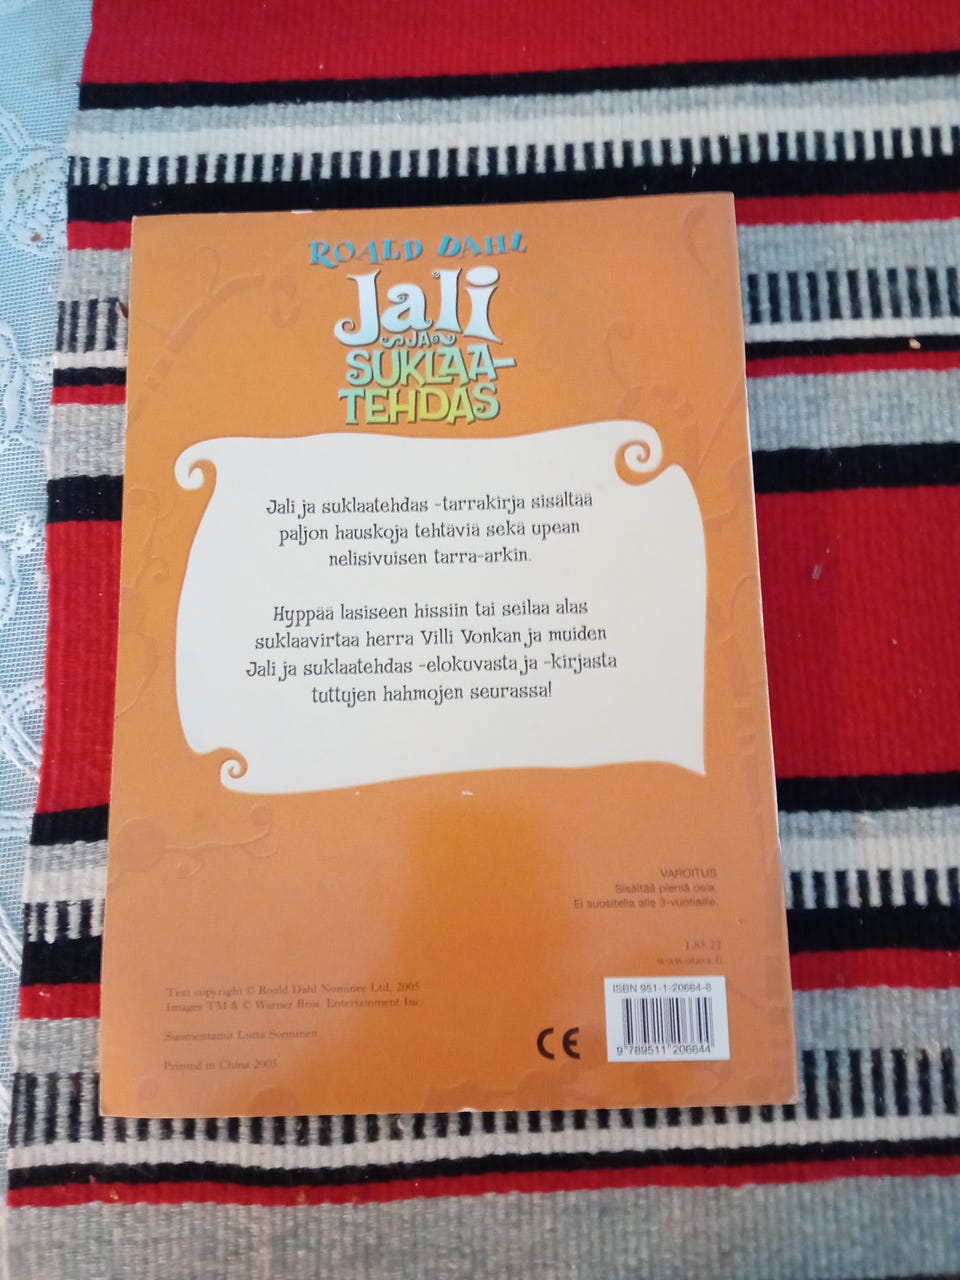 ROALD DAHL
Jali
JA
SUKLAA-
TEHDAS
Jali ja suklaatehdas -tarrakirja sisältää
paljon hauskoja tehtäviä sekä upean
nelisivuisen tarra-arkin.
Hyppää lasiseen hissiin tai seilaa alas
suklaavirtaa herra Villi Vonkan ja muiden
Jali ja suklaatehdas -elokuvasta ja -kirjasta
tuttujen hahmojen seurassa!
VAROITUS
Sisältää pieniä osia.
Ei suositella alle 3-vuotiaille.
L85.22
www.otava.fi
Text copyright © Roald Dahl Nominee Ltd, 2005
Images TM & © Warner Bros. Entertainment Inc.
Suomentanut Lotta Sonninen
Printed in China 2005
CE
ISBN 951-1-20664-8
9 789511 206644